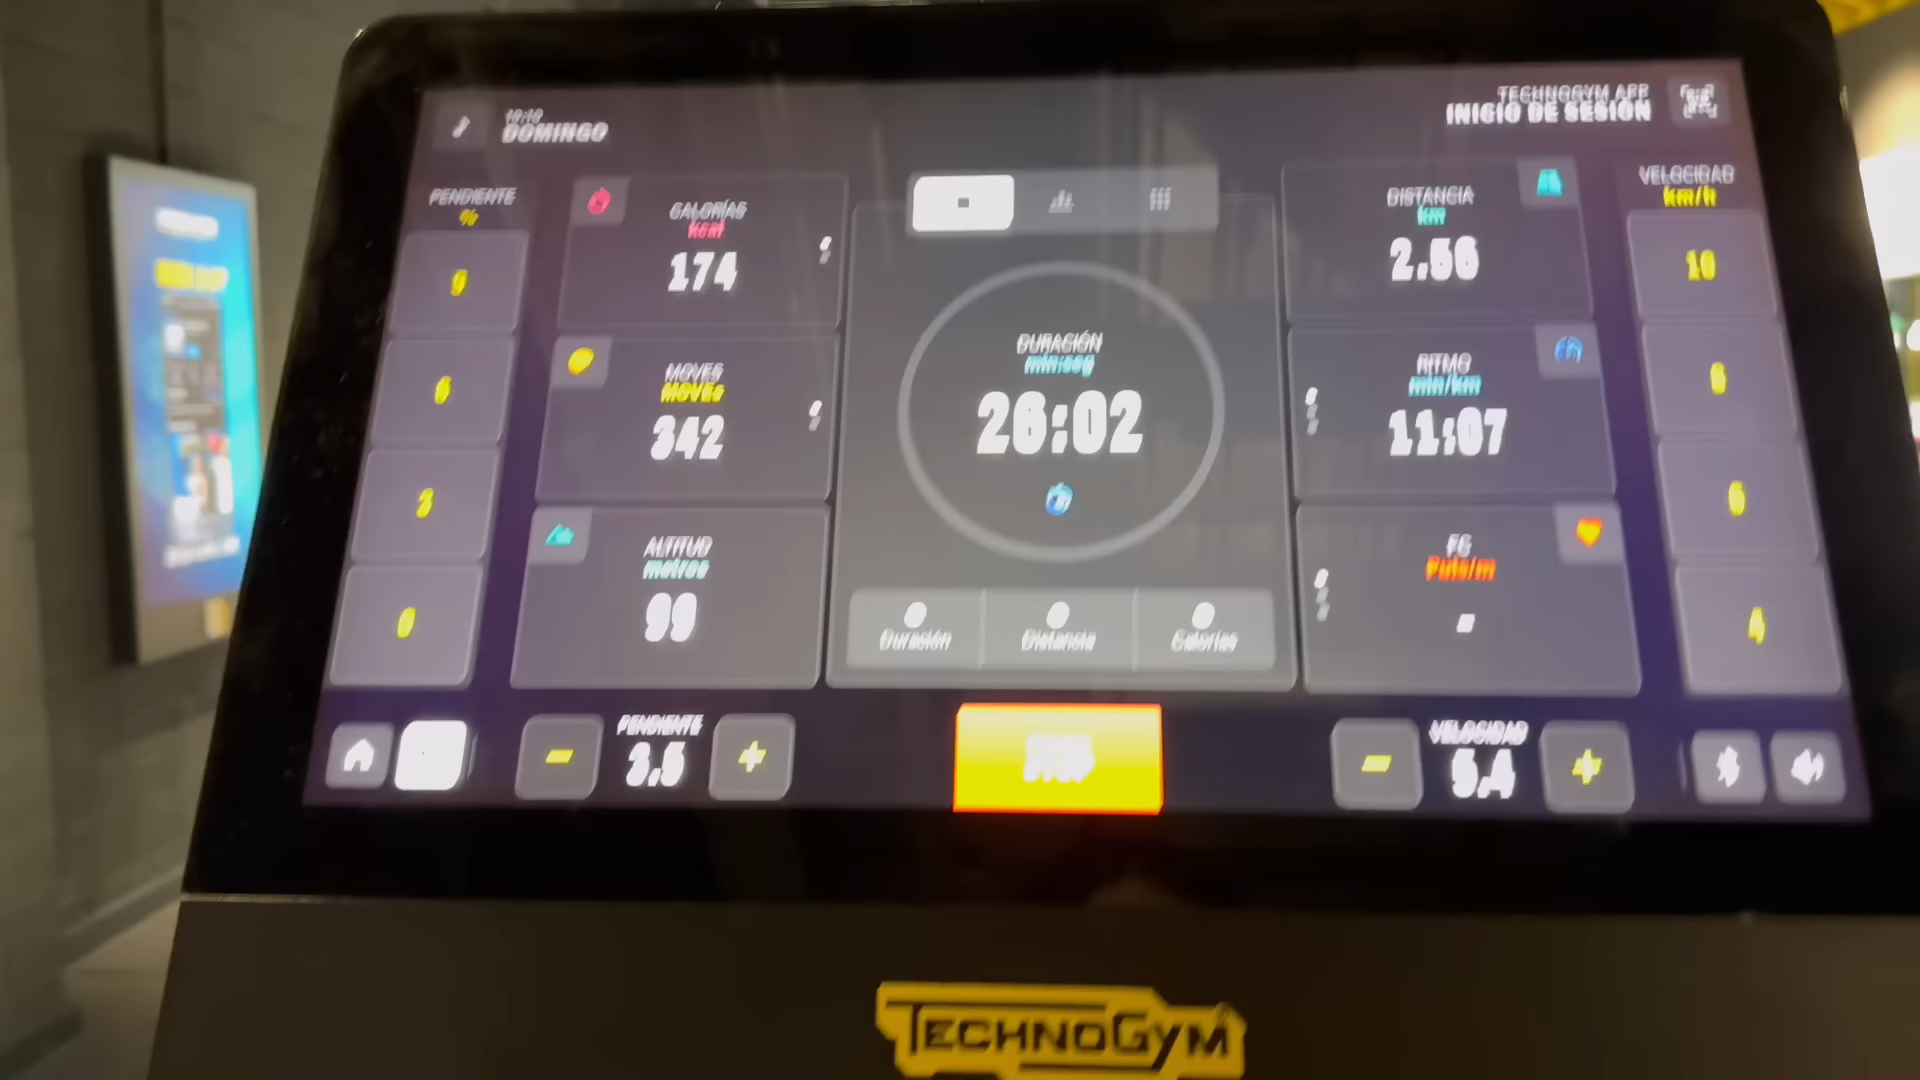 DOMINGO
TECHNOGYM APP
INICIO DE SESIÓN
PENDIENTE
%
9
6
3
0
CALORÍAS
kcal
174
MOVES
MOVEs
342
ALTITUD
metros
99
DURACIÓN
min:seg
26:02
Duración
Distancia
Calorías
DISTANCIA
km
2.56
RITMO
min/km
11:07
FC
Puls/m
-
VELOCIDAD
km/h
10
8
6
4
PENDIENTE
3.5
VELOCIDAD
5.4
TECHNOGYM